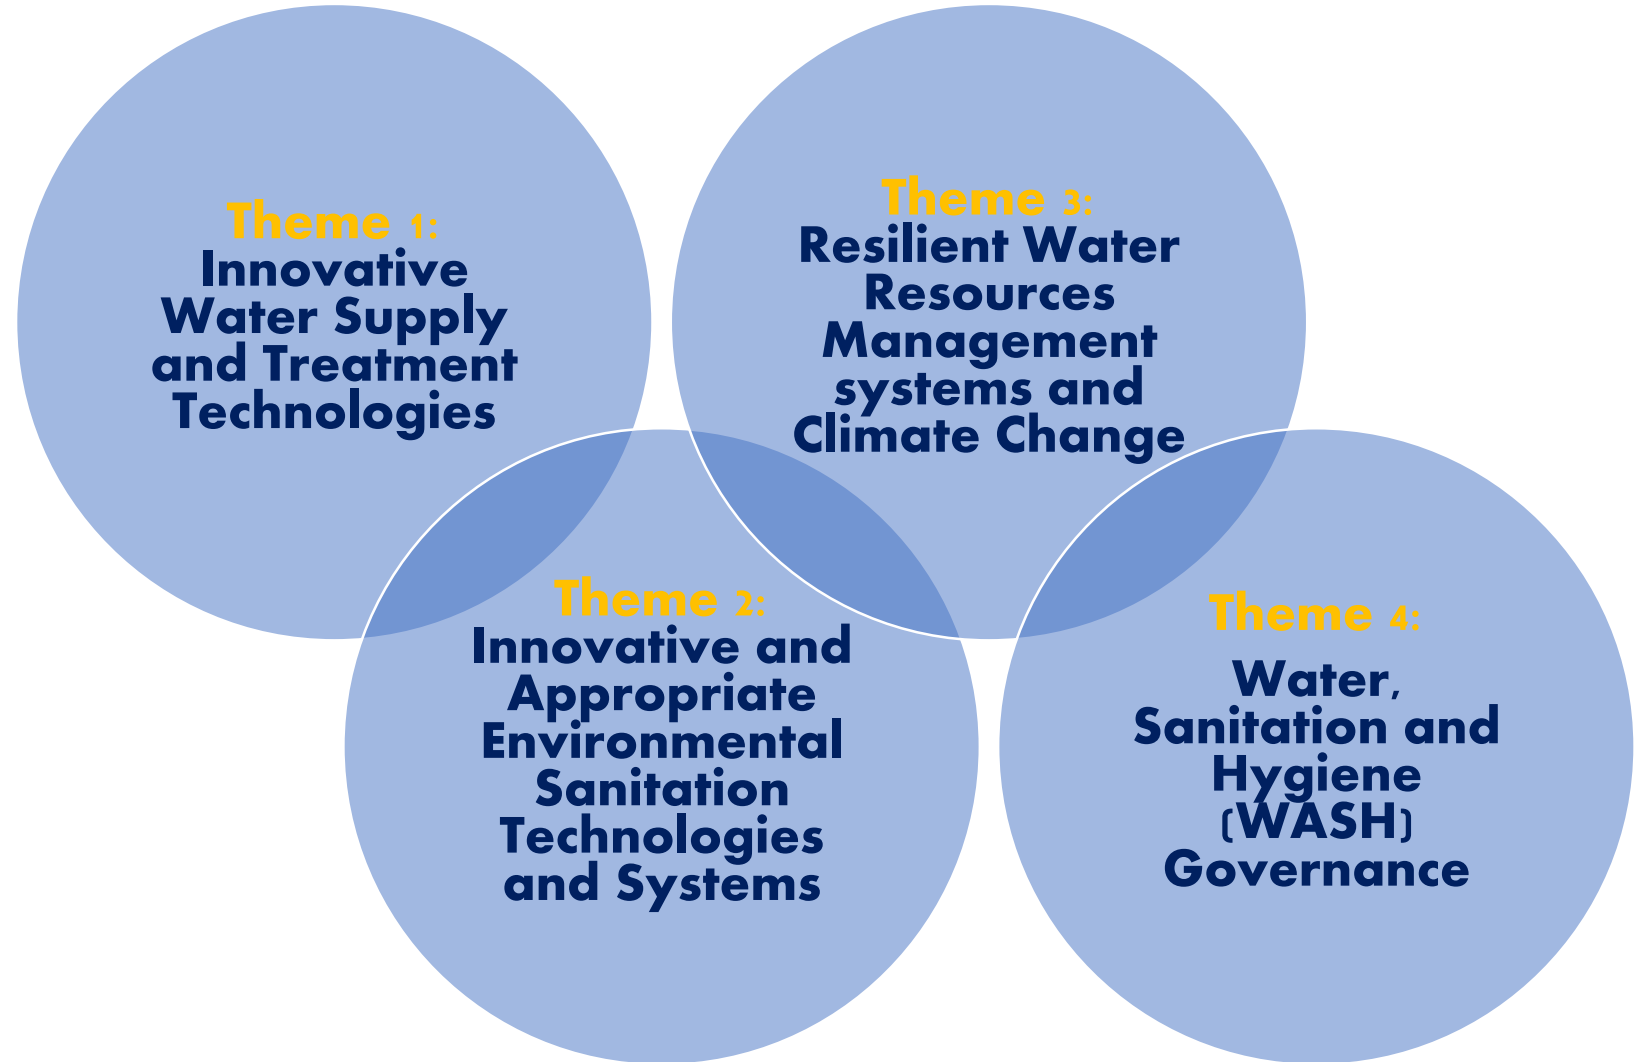 Theme 1:
Innovative
Water Supply
and Treatment
Technologies
Theme 2:
Innovative and
Appropriate
Environmental
Sanitation
Technologies
and Systems
Theme 3:
Resilient Water
Resources
Management
systems and
Climate Change
Theme 4:
Water,
Sanitation and
Hygiene
(WASH)
Governance